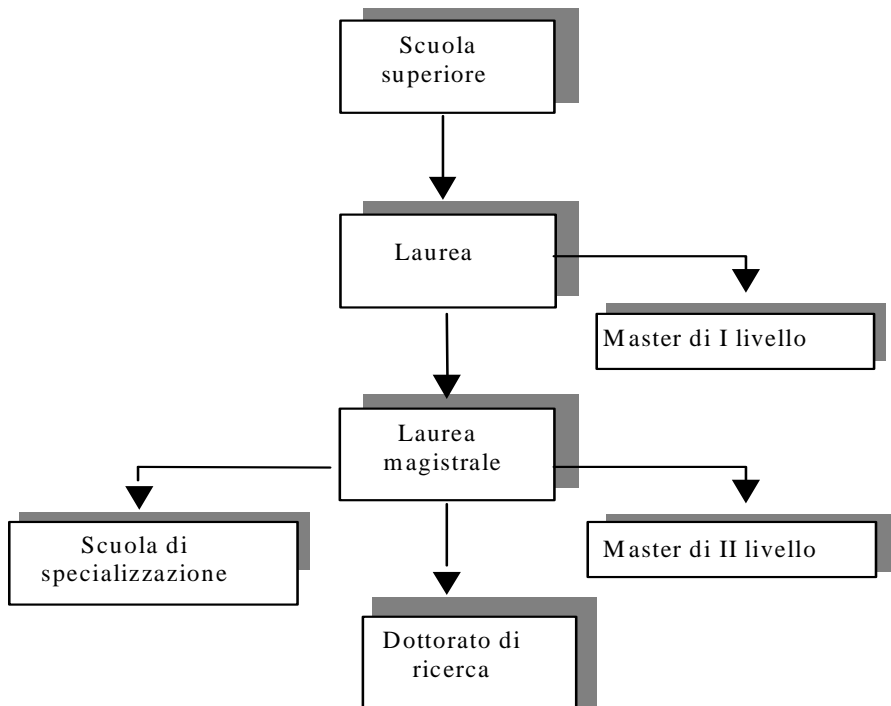 Scuola
superiore
Laurea
Master di I livello
Laurea
magistrale
Scuola di
specializzazione
Master di II livello
Dottorato di
ricerca